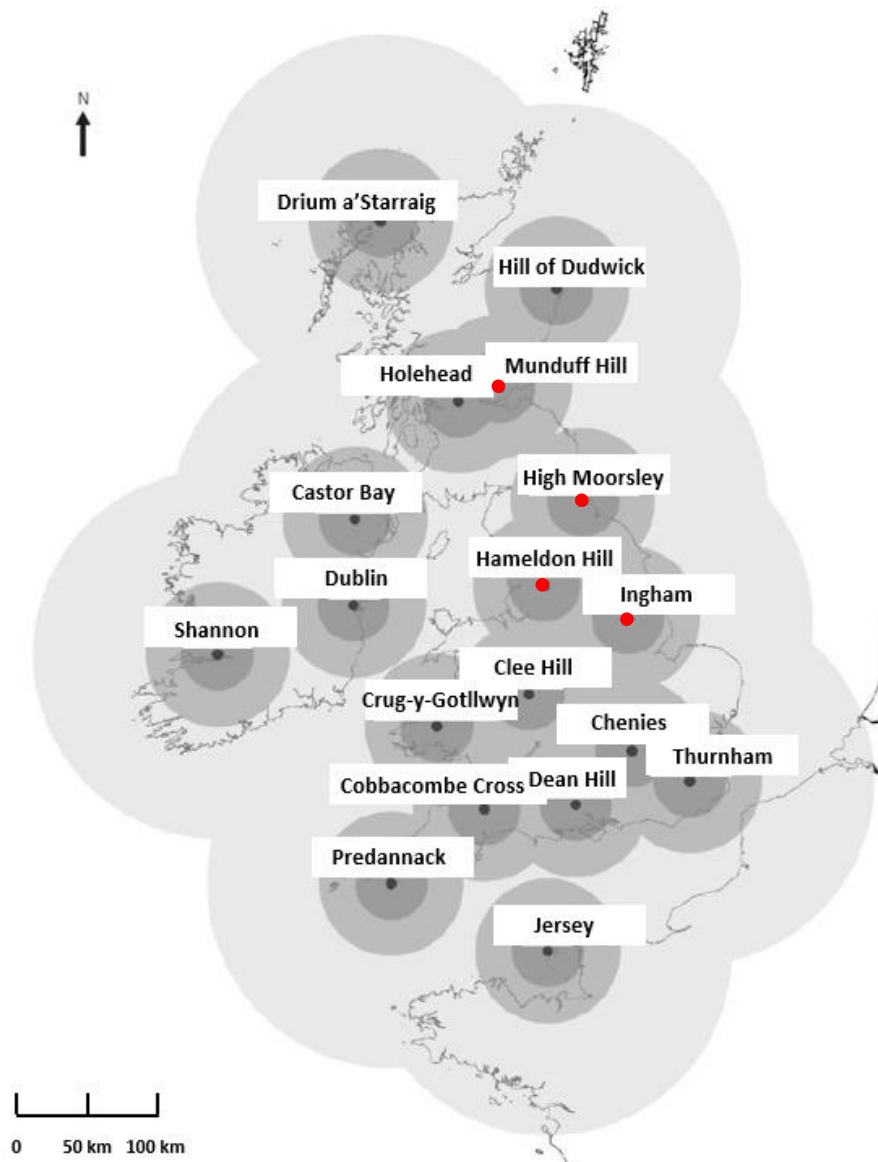 N
Drium a'Starraig
Hill of Dudwick
Munduff Hill
Holehead
High Moorsley
Castor Bay
Hameldon Hill
Dublin
Ingham
Shannon
Clee Hill
Crug-y-Gotllwyn
Chenies
Thurnham
Cobbacombe Cross
Dean Hill
Predannack
Jersey
0 50 km 100 km